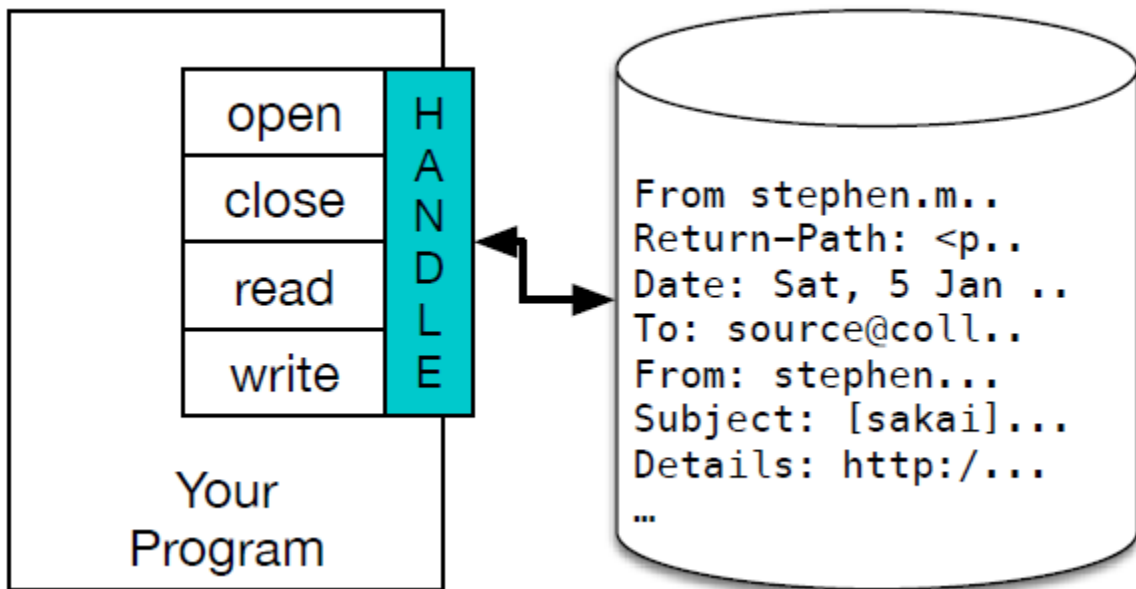 open
close
read
write
HANDLE
Your
Program
From stephen.m..
Return-Path: <p..
Date: Sat, 5 Jan ..
To: source@coll..
From: stephen...
Subject: [sakai]...
Details: http:/...
…